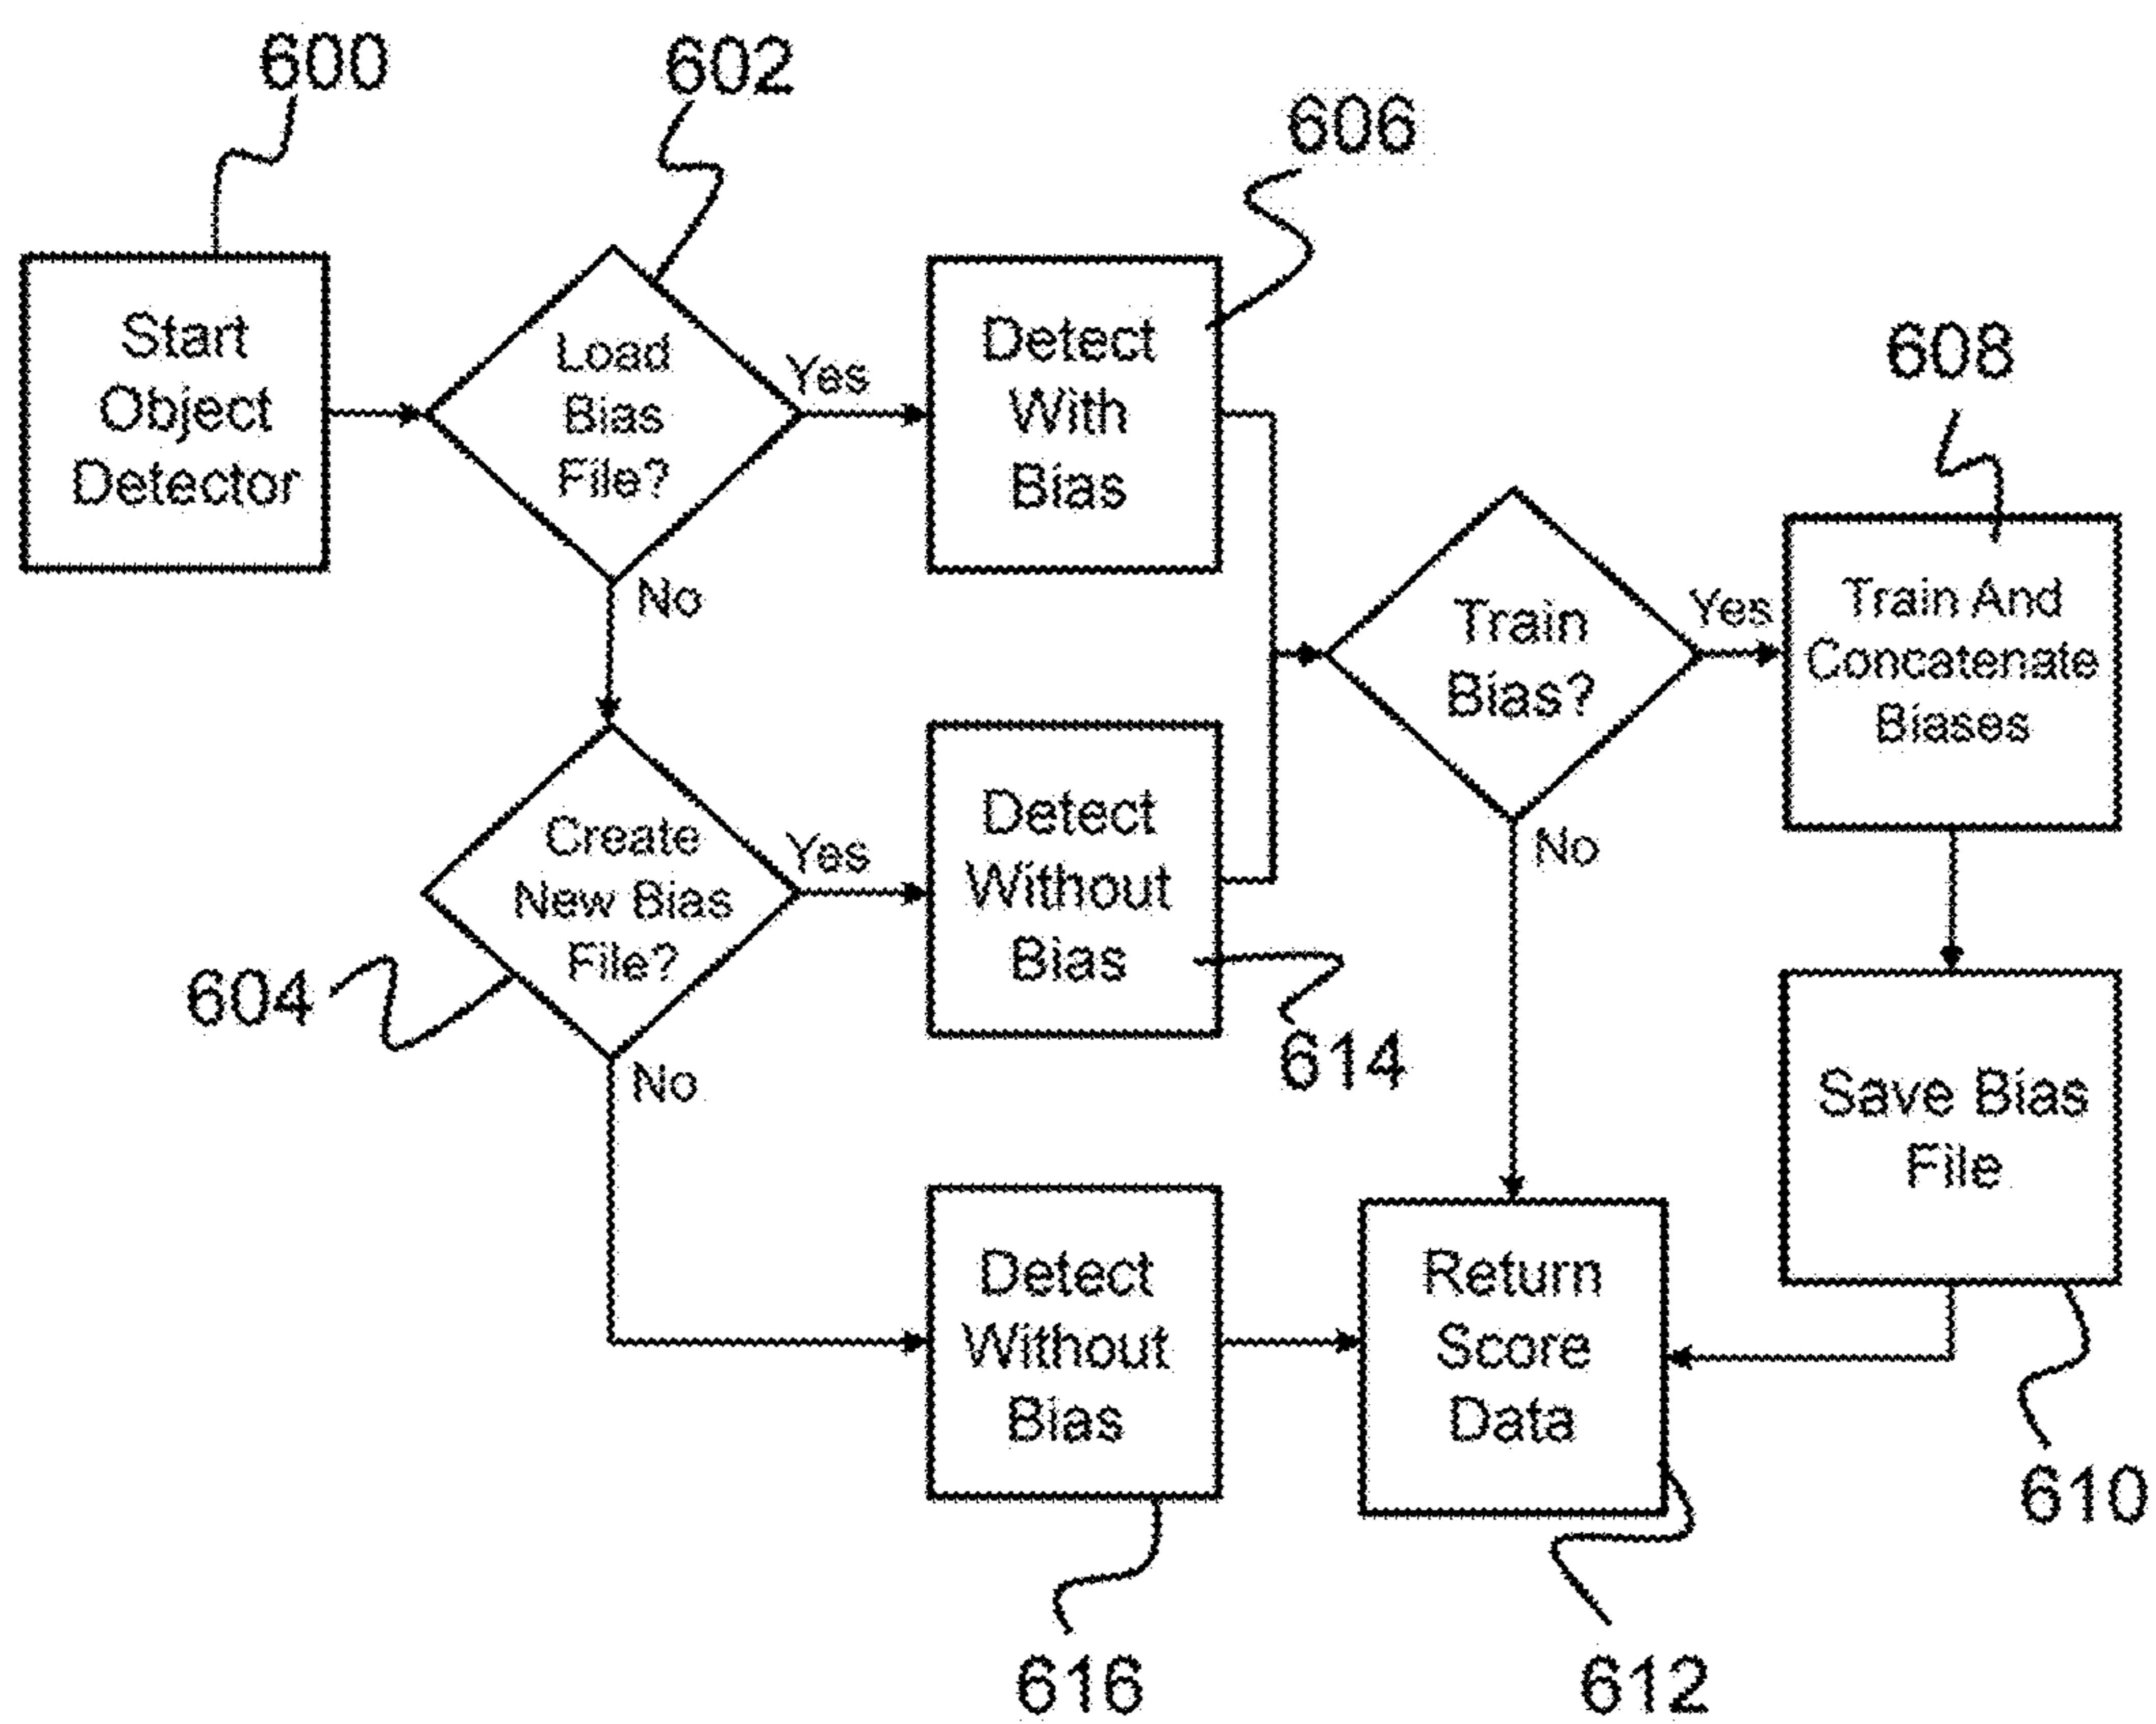 600
602
606
608
Start
Object
Detector
Load
Bias
File?
Yes
No
Detect
With
Bias
Train
Bias?
Yes
No
Train And
Concatenate
Biases
Create
New Bias
File?
Yes
No
604
Detect
Without
Bias
614
Save Bias
File
610
Detect
Without
Bias
616
Return
Score
Data
612